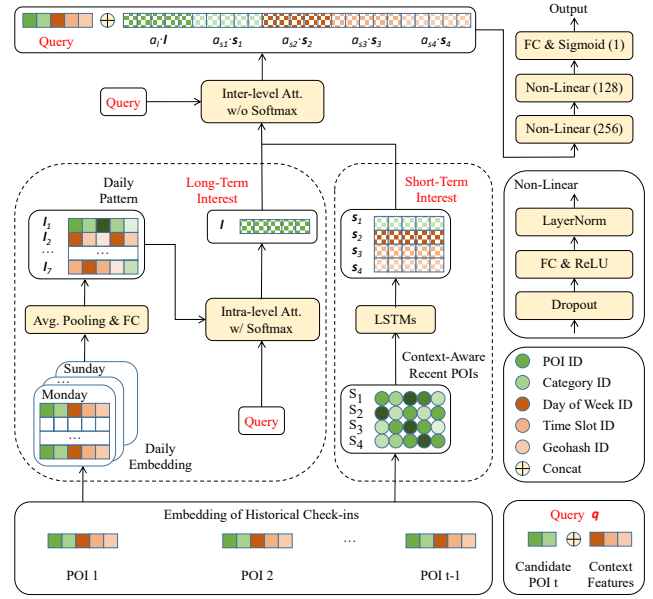 Output
FC & Sigmoid (1)
Non-Linear (128)
Non-Linear (256)
Query
a_l·l
a_s1·s_1
a_s2·s_2
a_s3·s_3
a_s4·s_4
Query
Inter-level Att.
w/o Softmax
Daily
Pattern
l_1
l_2
...
l_7
Long-Term
Interest
l
Short-Term
Interest
s_1
s_2
s_3
s_4
Avg. Pooling & FC
Intra-level Att.
w/ Softmax
LSTMs
Sunday
...
Monday
...
Daily
Embedding
Query
Context-Aware
Recent POIs
S_1
S_2
S_3
S_4
Non-Linear
LayerNorm
FC & ReLU
Dropout
POI ID
Category ID
Day of Week ID
Time Slot ID
Geohash ID
Concat
Embedding of Historical Check-ins
...
POI 1
POI 2
POI t-1
Query q
Candidate
POI t
Context
Features